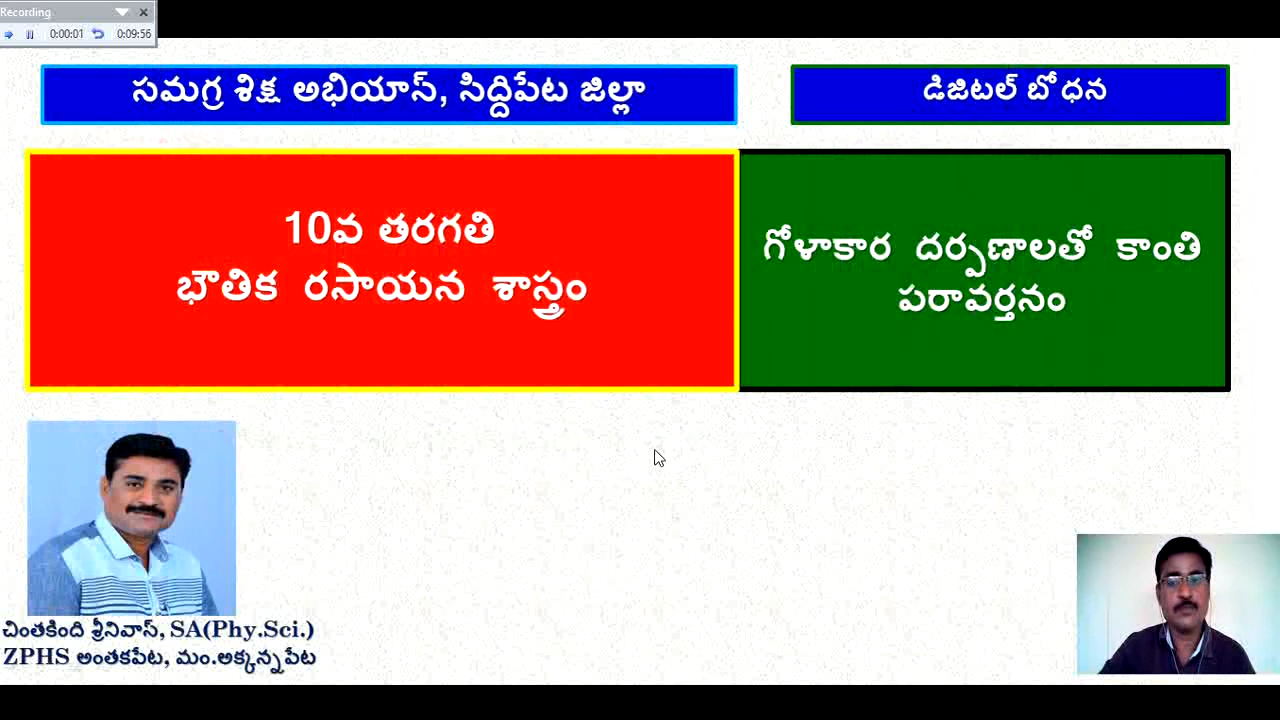 Recording
0:00:01 0:09:56
సమగ్ర శిక్ష అభియాస్, సిద్దిపేట జిల్లా
డిజిటల్ బోధన
10వ తరగతి
భౌతిక రసాయన శాస్త్రం
గోళాకార దర్పణాలతో కాంతి
పరావర్తనం
చింతకింది శ్రీనివాస్, SA(Phy.Sci.)
ZPHS అంతకపేట, మం.అక్కన్నపేట